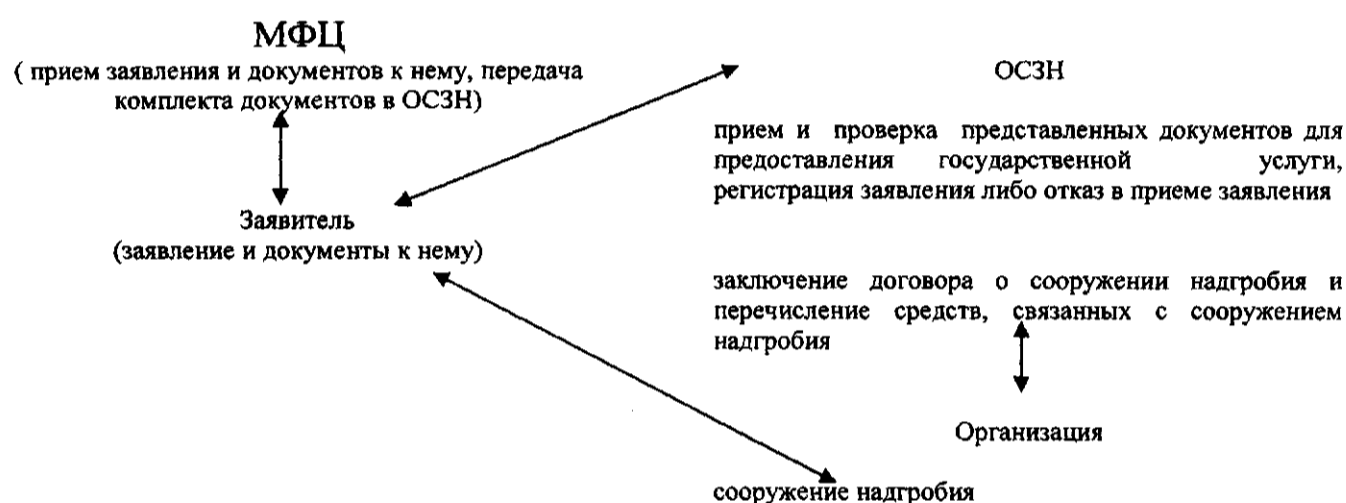 МФЦ
( прием заявления и документов к нему, передача
комплекта документов в ОСЗН)
Заявитель
(заявление и документы к нему)
ОСЗН
прием и проверка представленных документов для
предоставления государственной услуги,
регистрация заявления либо отказ в приеме заявления
заключение договора о сооружении надгробия и
перечисление средств, связанных с сооружением
надгробия
Организация
сооружение надгробия